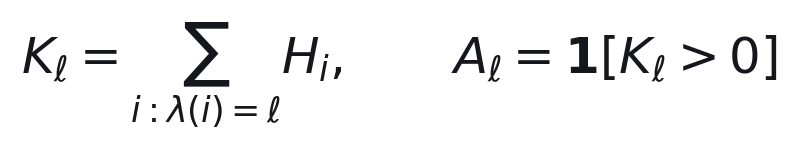 K_ℓ = ∑_{i : λ(i) = ℓ} H_i,    A_ℓ = 𝟏[K_ℓ > 0]